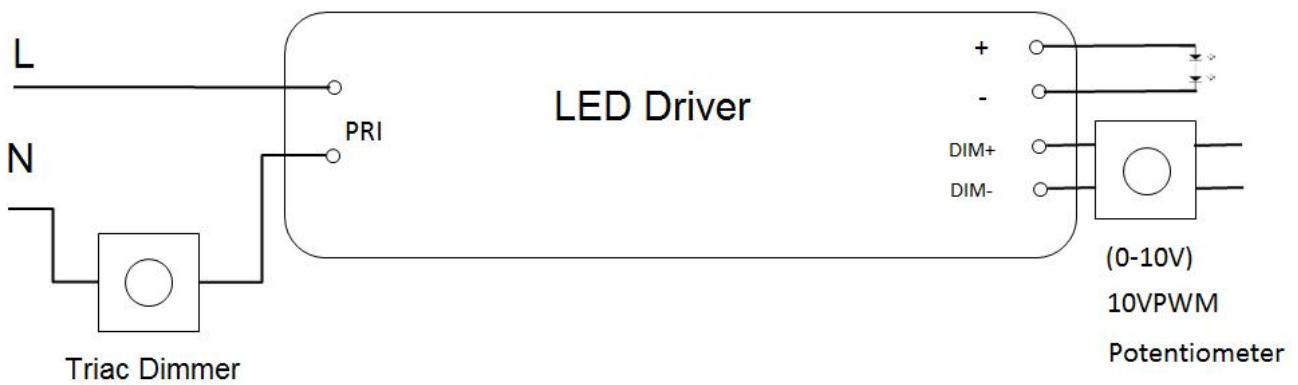 L
N
PRI
Triac Dimmer
LED Driver
+
-
DIM+
DIM-
(0-10V)
10VPWM
Potentiometer